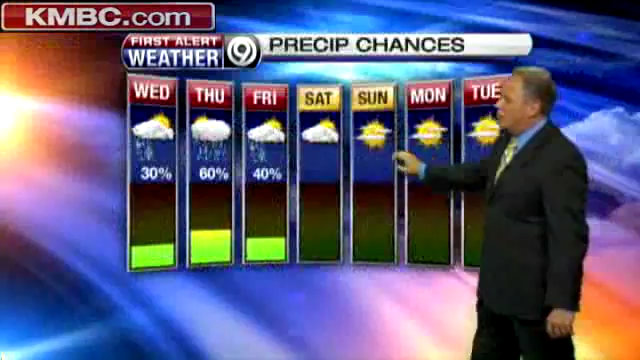 KMBC.com
FIRST ALERT
WEATHER 9
PRECIP CHANCES
WED THU FRI SAT SUN MON TUE
30% 60% 40%